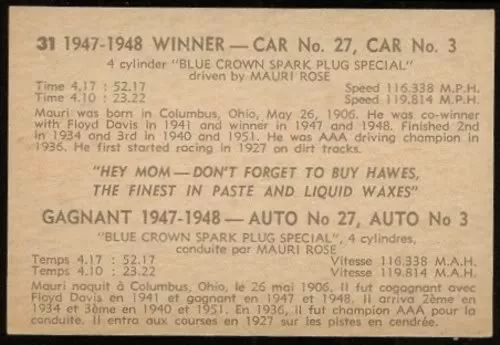 31 1947-1948 WINNER — CAR No. 27, CAR No. 3
4 cylinder "BLUE CROWN SPARK PLUG SPECIAL"
driven by MAURI ROSE
Time 4.17 : 52.17 Speed 116.338 M.P.H.
Time 4.10 : 23.22 Speed 119.814 M.P.H.
Mauri was born in Columbus, Ohio, May 26, 1906. He was co-winner
with Floyd Davis in 1941 and winner in 1947 and 1948. Finished 2nd
in 1934 and 3rd in 1940 and 1951. He was AAA driving champion in
1936. He first started racing in 1927 on dirt tracks.
"HEY MOM — DON'T FORGET TO BUY HAWES,
THE FINEST IN PASTE AND LIQUID WAXES"
GAGNANT 1947-1948 — AUTO No 27, AUTO No 3
"BLUE CROWN SPARK PLUG SPECIAL", 4 cylindres,
conduite par MAURI ROSE
Temps 4.17 : 52.17 Vitesse 116.338 M.A.H.
Temps 4.10 : 23.22 Vitesse 119.814 M.A.H.
Mauri naquit à Columbus, Ohio, le 26 mai 1906. Il fut cogagnant avec
Floyd Davis en 1941 et gagnant en 1947 et 1948. Il arriva 2ème en
1934 et 3ème en 1940 et 1951. En 1936, il fut champion AAA pour la
conduite. Il entra aux courses en 1927 sur les pistes en cendrée.